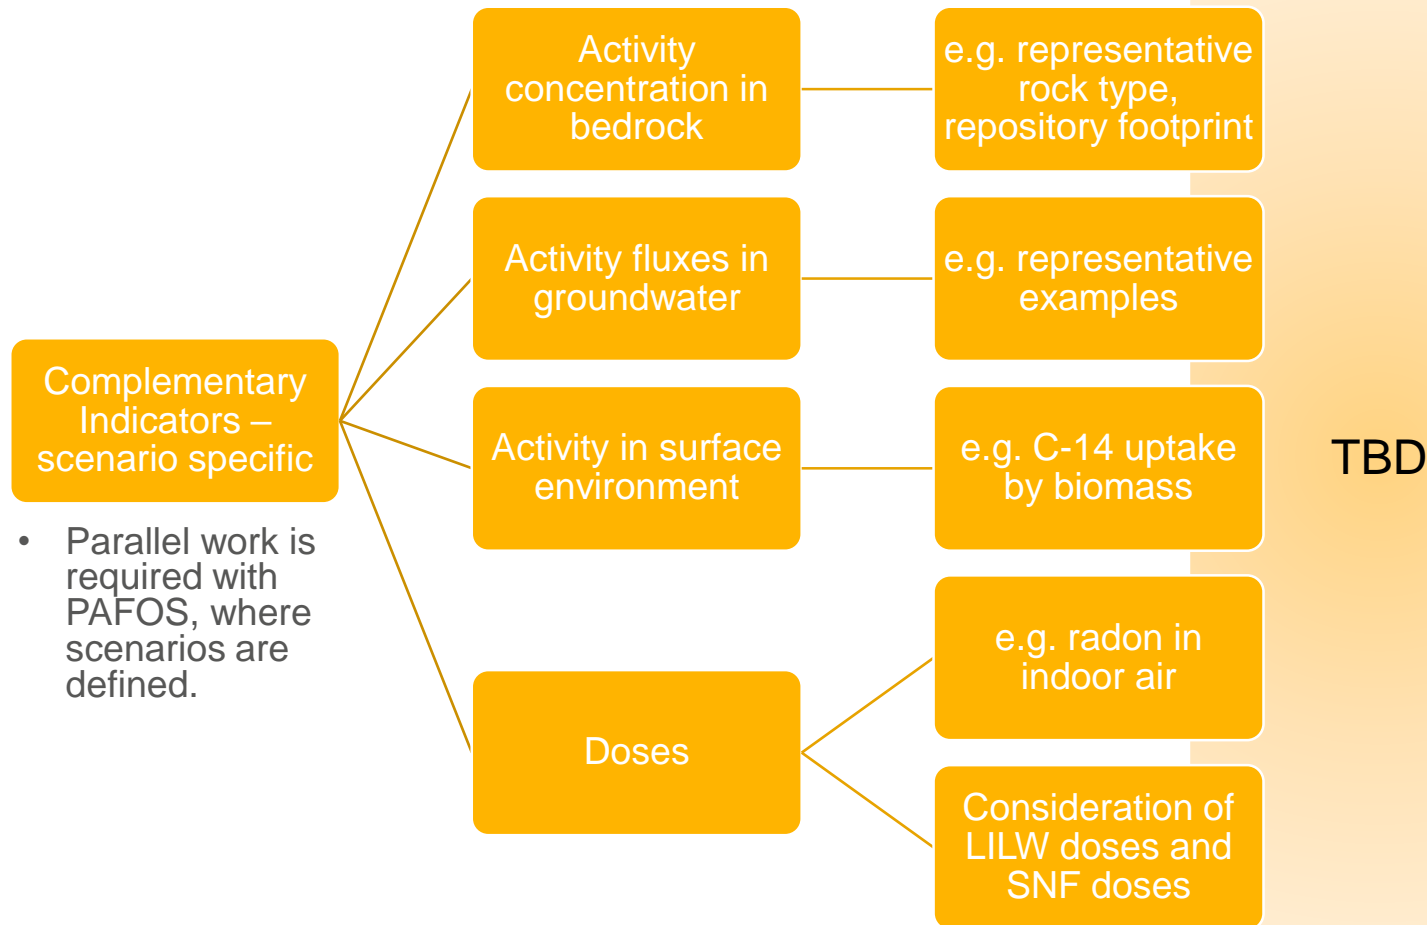 Activity
concentration in
bedrock
e.g. representative
rock type,
repository footprint
Activity fluxes in
groundwater
e.g. representative
examples
Complementary
Indicators –
scenario specific
Activity in surface
environment
e.g. C-14 uptake
by biomass
TBD
• Parallel work is
required with
PAFOS, where
scenarios are
defined.
Doses
e.g. radon in
indoor air
Consideration of
LILW doses and
SNF doses